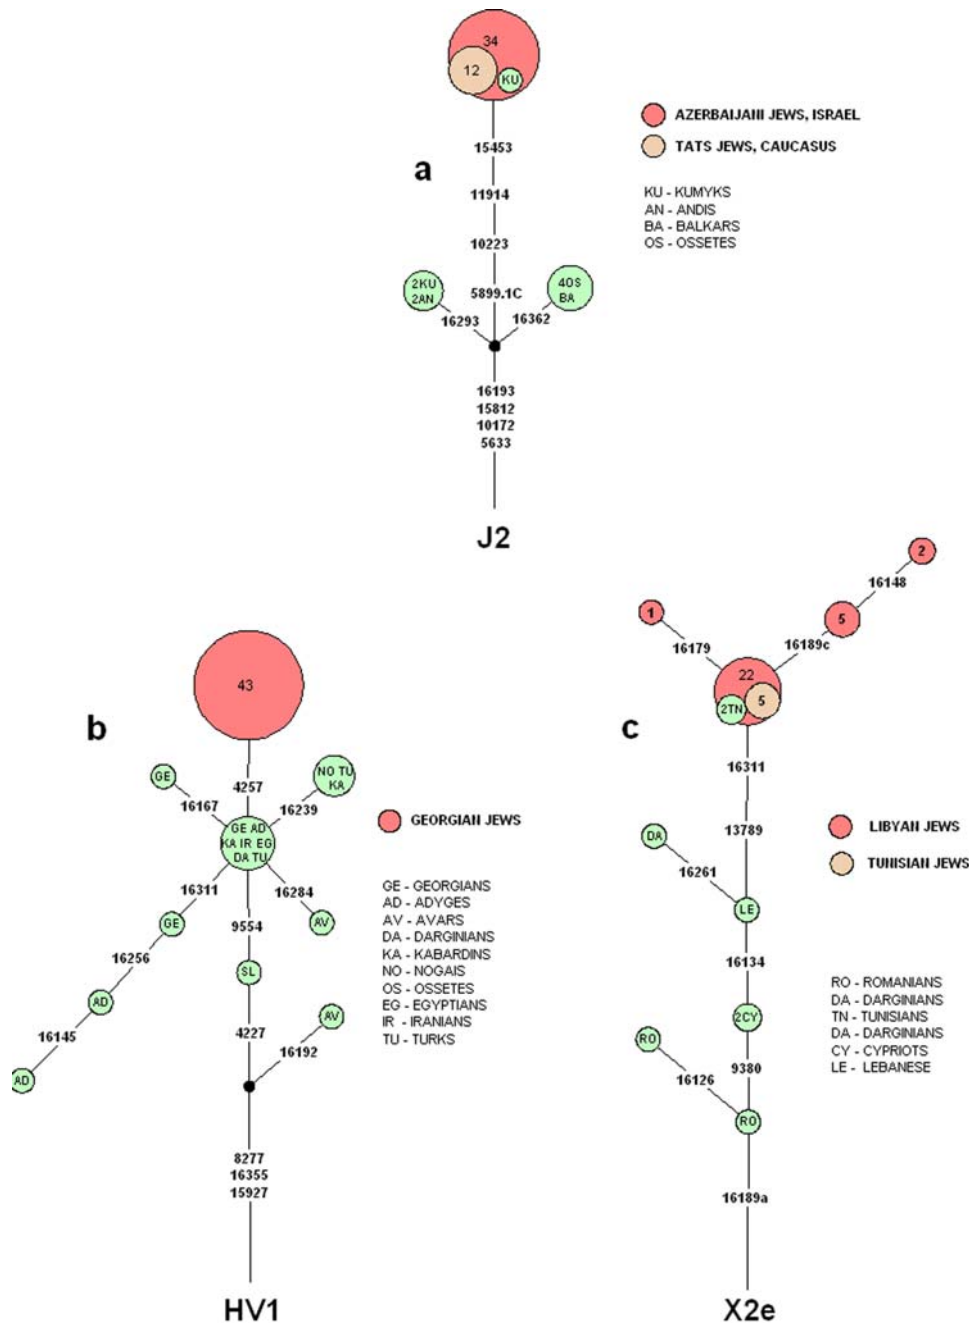 34
12
KU
AZERBAIJANI JEWS, ISRAEL
TATS JEWS, CAUCASUS
15453
a
11914
KU - KUMYKS
AN - ANDIS
BA - BALKARS
OS - OSSETES
10223
2KU
2AN
5899.1C
4OS
BA
16293
16362
16193
15812
10172
5633
J2
43
b
4257
GE
NO TU
KA
16167
16239
GE AD
KA IR EG
DA TU
GEORGIAN JEWS
16311
16284
GE
9554
AV
16256
SL
AD
4227
AV
16145
16192
AD
GE - GEORGIANS
AD - ADYGES
AV - AVARS
DA - DARGINIANS
KA - KABARDINS
NO - NOGAIS
OS - OSSETES
EG - EGYPTIANS
IR - IRANIANS
TU - TURKS
8277
16355
15927
HV1
2
16148
1
5
16179
16189c
22
2TN
5
c
16311
13789
LIBYAN JEWS
TUNISIAN JEWS
DA
16261
LE
16134
2CY
RO
9380
16126
RO
RO - ROMANIANS
DA - DARGINIANS
TN - TUNISIANS
DA - DARGINIANS
CY - CYPRIOTS
LE - LEBANESE
16189a
X2e